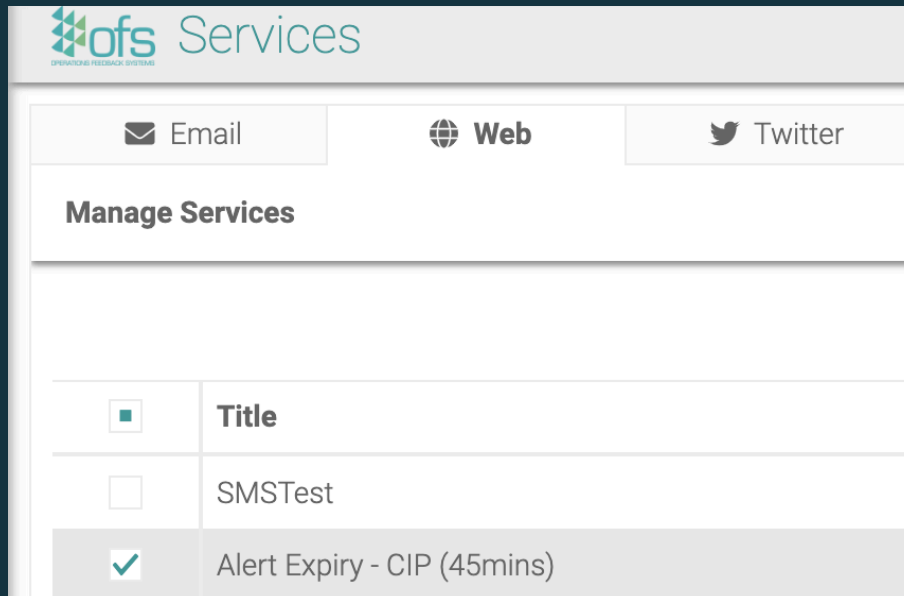 ofs Services
OPERATIONS FEEDBACK SYSTEMS
Email Web Twitter
Manage Services
Title
SMSTest
Alert Expiry - CIP (45mins)